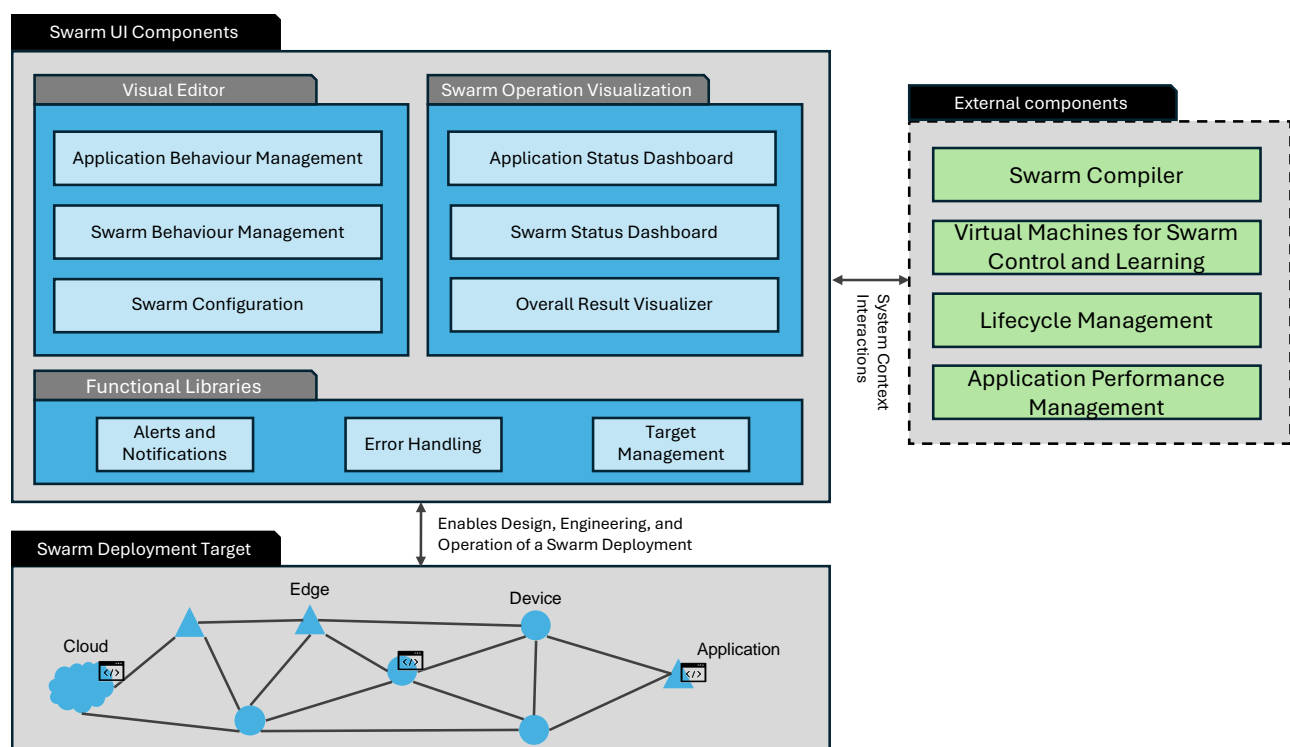 Swarm UI Components
Visual Editor
Application Behaviour Management
Swarm Behaviour Management
Swarm Configuration
Swarm Operation Visualization
Application Status Dashboard
Swarm Status Dashboard
Overall Result Visualizer
Functional Libraries
Alerts and
Notifications
Error Handling
Target
Management
System Context
Interactions
External components
Swarm Compiler
Virtual Machines for Swarm
Control and Learning
Lifecycle Management
Application Performance
Management
Enables Design, Engineering, and
Operation of a Swarm Deployment
Swarm Deployment Target
Cloud
</>
Edge
</>
Device
Application
</>